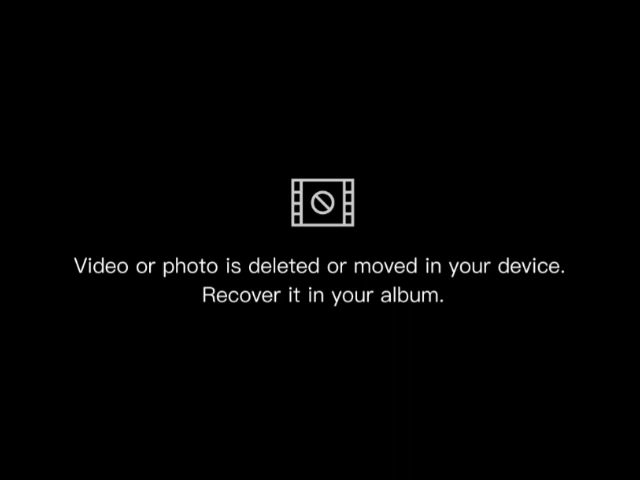 Video or photo is deleted or moved in your device.
Recover it in your album.